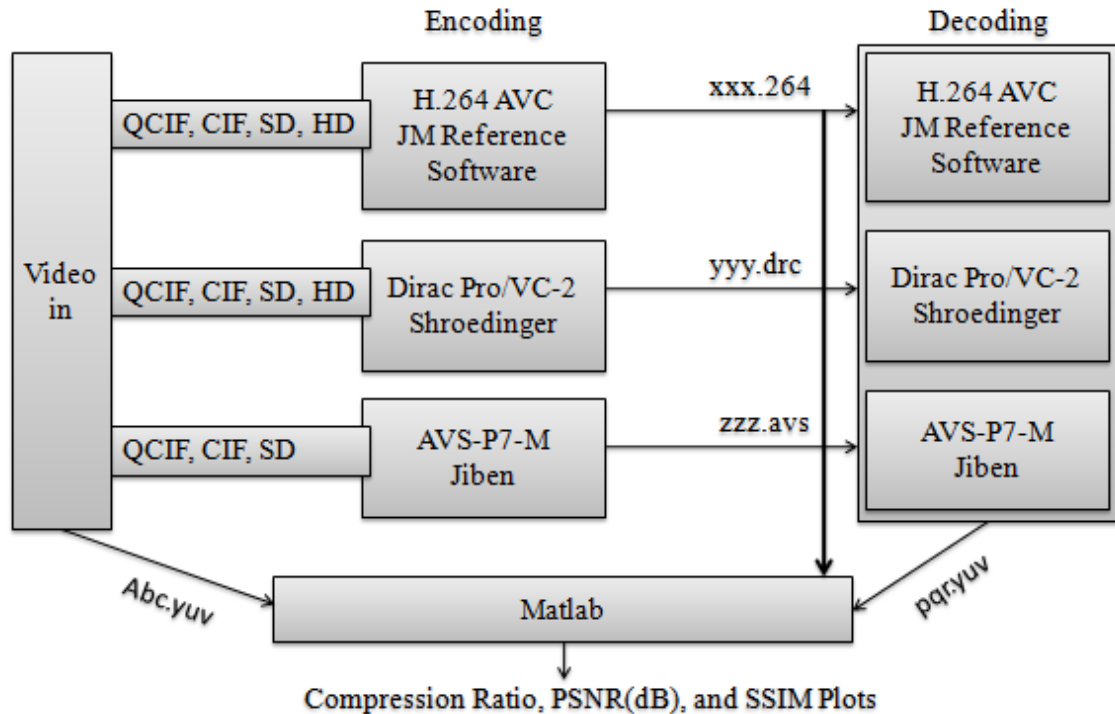 Encoding
Decoding
Video
in
QCIF, CIF, SD, HD
H.264 AVC
JM Reference
Software
xxx.264
H.264 AVC
JM Reference
Software
QCIF, CIF, SD, HD
Dirac Pro/VC-2
Shroedinger
yyy.drc
Dirac Pro/VC-2
Shroedinger
QCIF, CIF, SD
AVS-P7-M
Jiben
zzz.avs
AVS-P7-M
Jiben
Abc.yuv
pqr.yuv
Matlab
Compression Ratio, PSNR(dB), and SSIM Plots